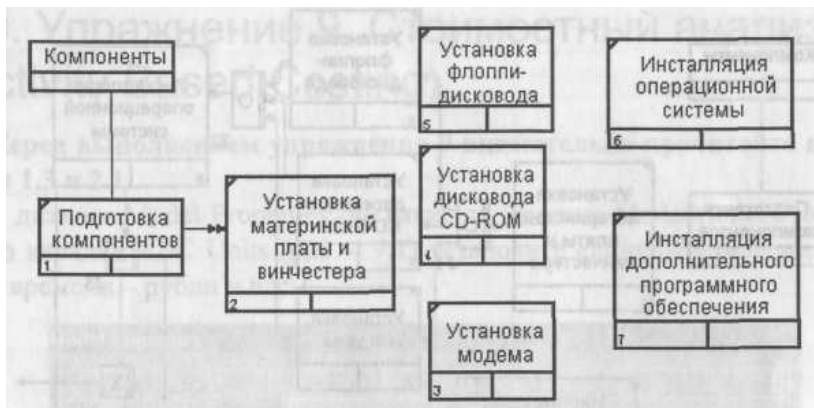 Компоненты
Подготовка
компонентов
1
Установка
материнской
платы и
винчестера
2
Установка
флоппи-
дисковода
5
Установка
дисковода
CD-ROM
4
Установка
модема
3
Инсталляция
операционной
системы
6
Инсталляция
дополнительного
программного
обеспечения
7